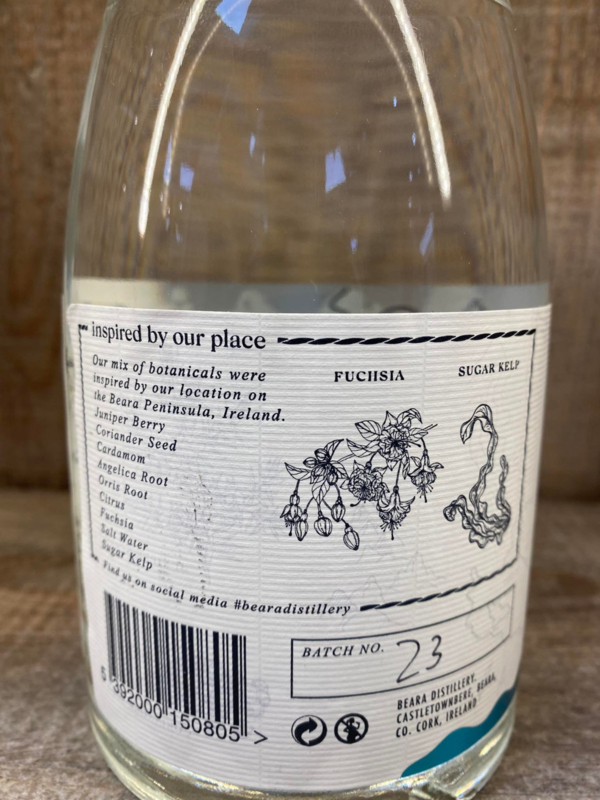 inspired by our place
Our mix of botanicals were
inspired by our location on
the Beara Peninsula, Ireland.
Juniper Berry
Coriander Seed
Cardamom
Angelica Root
Orris Root
Citrus
Fuchsia
Salt Water
Sugar Kelp
Find us on social media #bearadistillery
FUCHSIA
SUGAR KELP
5 392000 150805 >
BATCH NO. 23
BEARA DISTILLERY,
CASTLETOWNBERE, BEARA,
CO. CORK, IRELAND